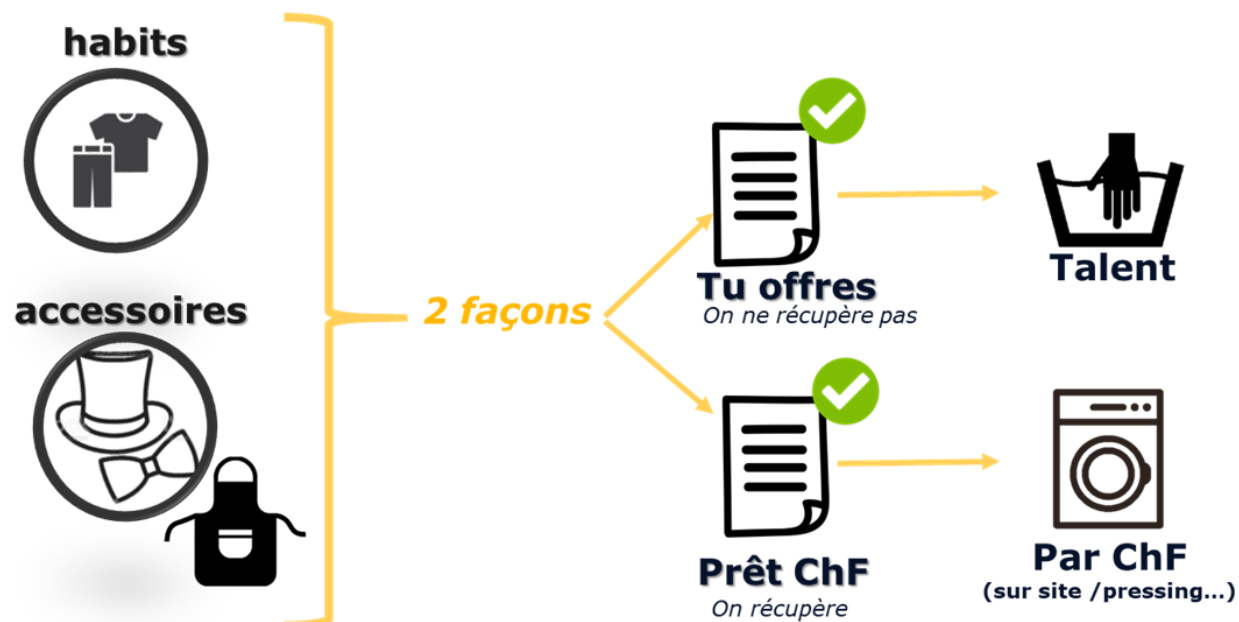 habits
accessoires
2 façons
Tu offres
On ne récupère pas
Talent
Prêt ChF
On récupère
Par ChF
(sur site /pressing...)